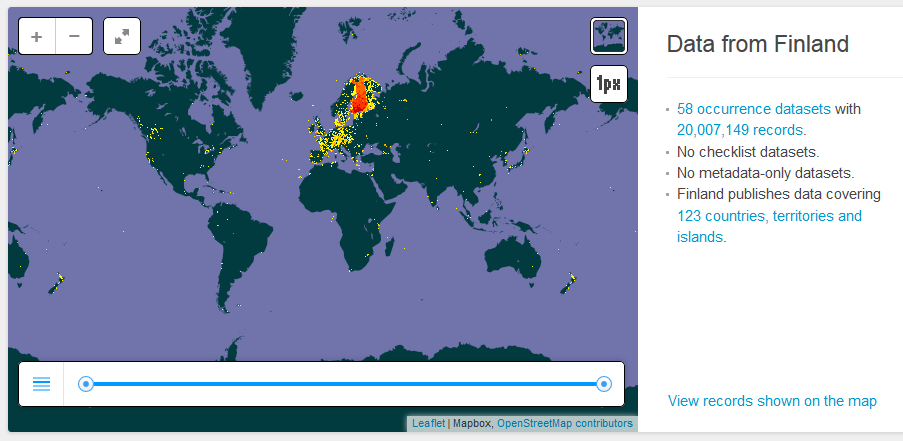 + −
1px
Data from Finland
58 occurrence datasets with
20,007,149 records.
No checklist datasets.
No metadata-only datasets.
Finland publishes data covering
123 countries, territories and
islands.
View records shown on the map
Leaflet | Mapbox, OpenStreetMap contributors